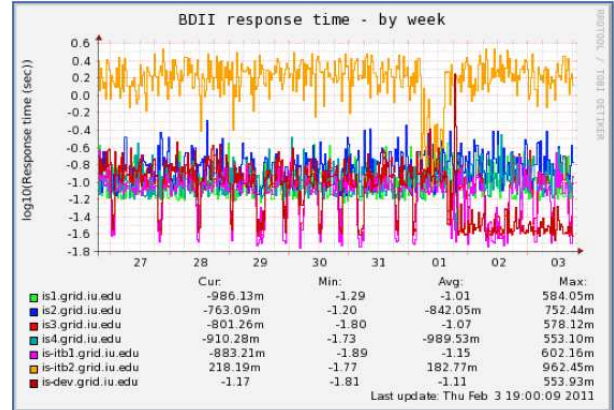 BDII response time - by week
RRDTOOL / TOBI OETIKER
log10(Response time (sec))
0.6
0.4
0.2
-0.0
-0.2
-0.4
-0.6
-0.8
-1.0
-1.2
-1.4
-1.6
-1.8
27 28 29 30 31 01 02 03
Cur: Min: Avg: Max:
is1.grid.iu.edu -986.13m -1.29 -1.01 584.05m
is2.grid.iu.edu -763.09m -1.20 -842.05m 752.44m
is3.grid.iu.edu -801.26m -1.80 -1.07 578.12m
is4.grid.iu.edu -910.28m -1.73 -989.53m 553.10m
is-itb1.grid.iu.edu -883.21m -1.89 -1.15 602.16m
is-itb2.grid.iu.edu 218.19m -1.77 182.77m 962.45m
is-dev.grid.iu.edu -1.17 -1.81 -1.11 553.93m
Last update: Thu Feb 3 19:00:09 2011